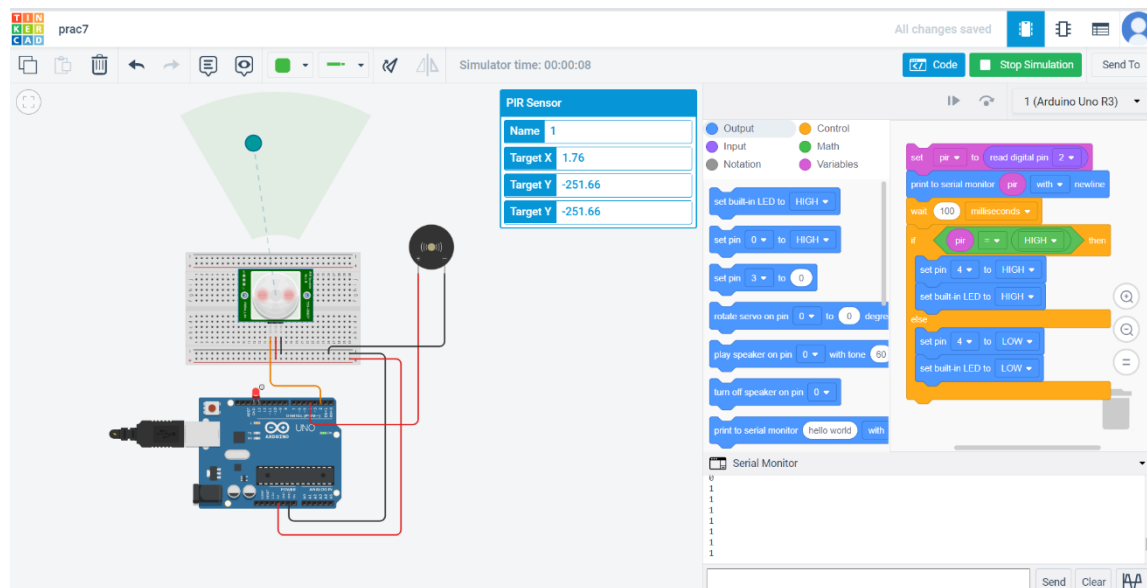 TIN
KER
CAD
prac7
All changes saved
Simulator time: 00:00:08
Code
Stop Simulation
Send To
1 (Arduino Uno R3)
PIR Sensor
Name 1
Target X 1.76
Target Y -251.66
Target Y -251.66
Output
Control
Input
Math
Notation
Variables
set built-in LED to HIGH
set pin 0 to HIGH
set pin 3 to 0
rotate servo on pin 0 to 0 degre
play speaker on pin 0 with tone 60
turn off speaker on pin 0
print to serial monitor hello world with
set pir to read digital pin 2
print to serial monitor pir with newline
wait 100 milliseconds
if pir = HIGH then
set pin 4 to HIGH
set built-in LED to HIGH
else
set pin 4 to LOW
set built-in LED to LOW
UNO
ARDUINO
Serial Monitor
0
1
1
1
1
1
1
1
Send
Clear